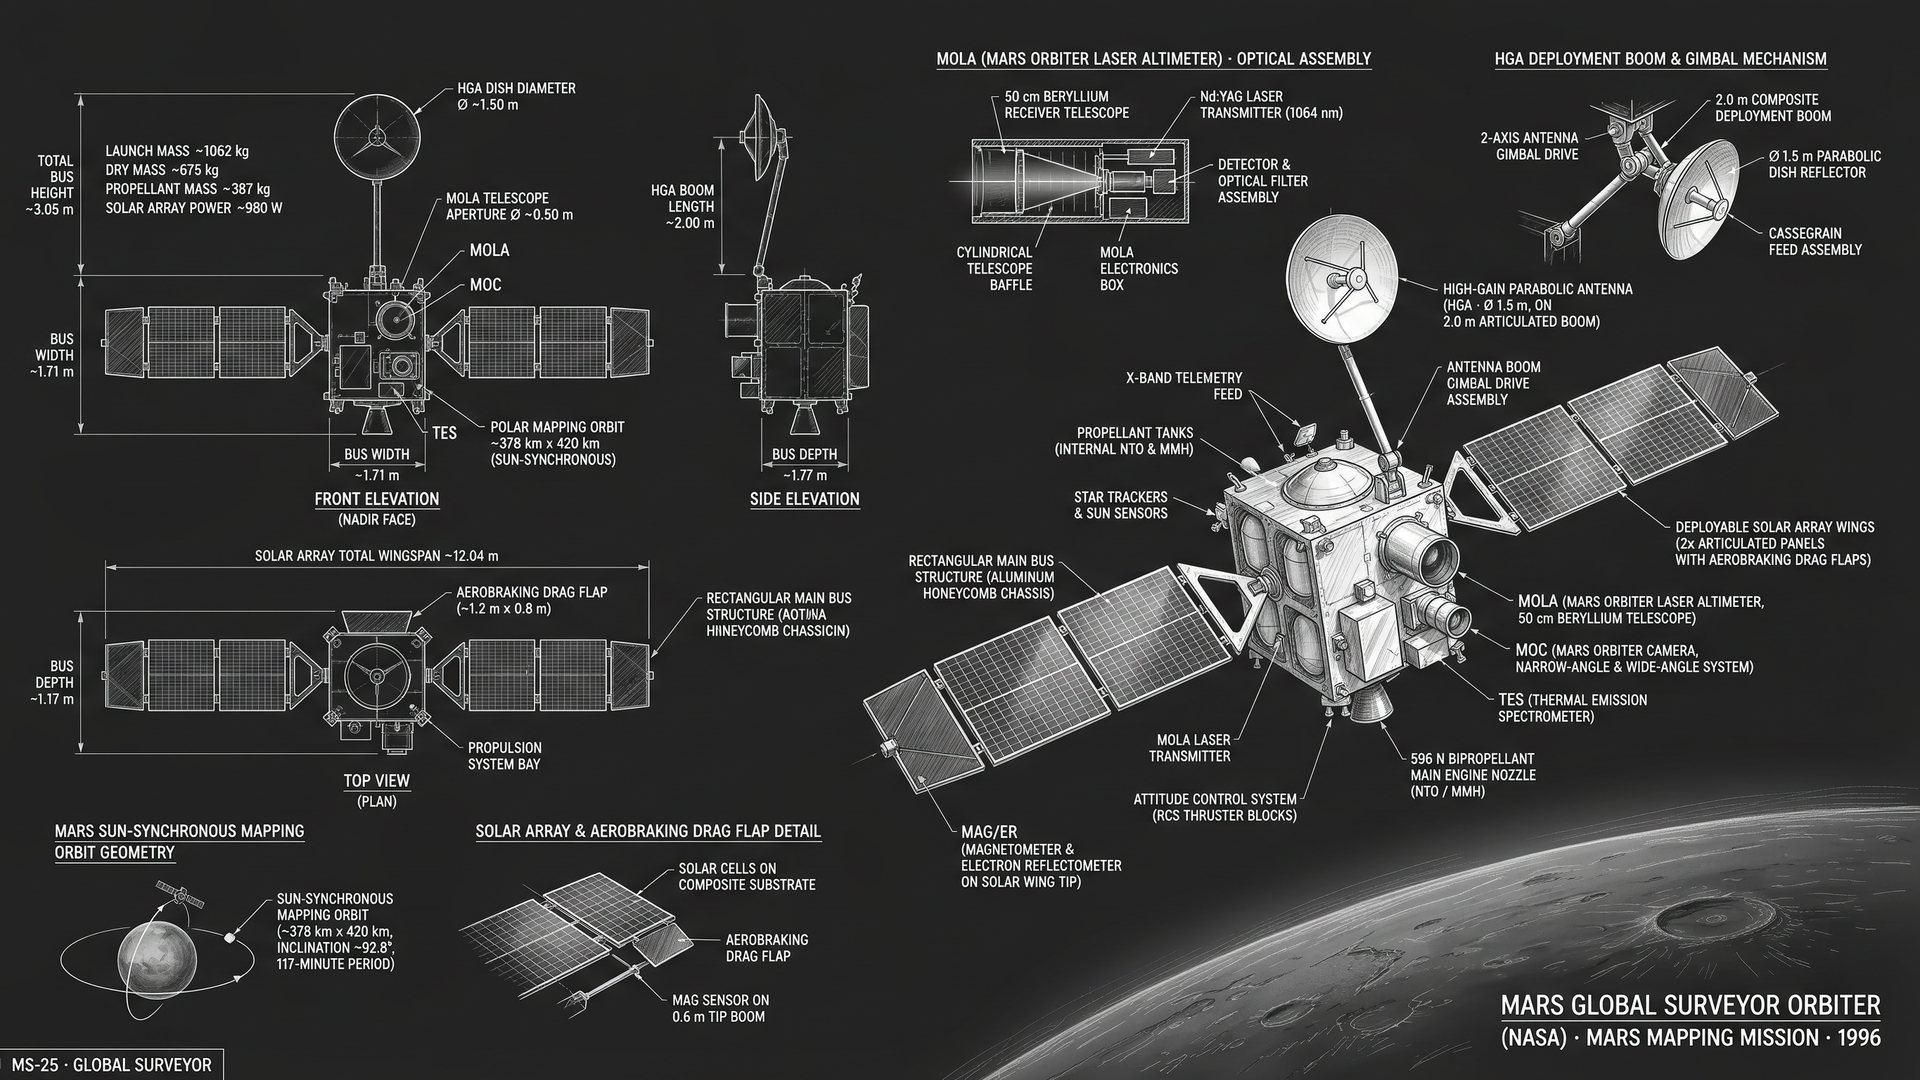 HGA DISH DIAMETER
Ø ~1.50 m
TOTAL
BUS
HEIGHT
~3.05 m
LAUNCH MASS ~1062 kg
DRY MASS ~675 kg
PROPELLANT MASS ~387 kg
SOLAR ARRAY POWER ~980 W
MOLA TELESCOPE
APERTURE Ø ~0.50 m
MOLA
MOC
BUS
WIDTH
~1.71 m
TES
POLAR MAPPING ORBIT
~378 km x 420 km
(SUN-SYNCHRONOUS)
BUS WIDTH
~1.71 m
FRONT ELEVATION
(NADIR FACE)
HGA BOOM
LENGTH
~2.00 m
BUS DEPTH
~1.77 m
SIDE ELEVATION
SOLAR ARRAY TOTAL WINGSPAN ~12.04 m
AEROBRAKING DRAG FLAP
(~1.2 m x 0.8 m)
RECTANGULAR MAIN BUS
STRUCTURE
HIINEYCOMB CHASSICIN)
BUS
DEPTH
~1.17 m
PROPULSION
SYSTEM BAY
TOP VIEW
(PLAN)
MARS SUN-SYNCHRONOUS MAPPING
ORBIT GEOMETRY
SUN-SYNCHRONOUS
MAPPING ORBIT
(~378 km x 420 km,
INCLINATION ~92.8°,
117-MINUTE PERIOD)
SOLAR ARRAY & AEROBRAKING DRAG FLAP DETAIL
SOLAR CELLS ON
COMPOSITE SUBSTRATE
AEROBRAKING
DRAG FLAP
MAG SENSOR ON
0.6 m TIP BOOM
MS-25 · GLOBAL SURVEYOR
MOLA (MARS ORBITER LASER ALTIMETER) · OPTICAL ASSEMBLY
50 cm BERYLLIUM
RECEIVER TELESCOPE
Nd:YAG LASER
TRANSMITTER (1064 nm)
DETECTOR &
OPTICAL FILTER
ASSEMBLY
CYLINDRICAL
TELESCOPE
BAFFLE
MOLA
ELECTRONICS
BOX
HGA DEPLOYMENT BOOM & GIMBAL MECHANISM
2.0 m COMPOSITE
DEPLOYMENT BOOM
2-AXIS ANTENNA
GIMBAL DRIVE
Ø 1.5 m PARABOLIC
DISH REFLECTOR
CASSEGRAIN
FEED ASSEMBLY
HIGH-GAIN PARABOLIC ANTENNA
(HGA · Ø 1.5 m, ON
2.0 m ARTICULATED BOOM)
ANTENNA BOOM
GIMBAL DRIVE
ASSEMBLY
X-BAND TELEMETRY
FEED
PROPELLANT TANKS
(INTERNAL NTO & MMH)
STAR TRACKERS
& SUN SENSORS
RECTANGULAR MAIN BUS
STRUCTURE (ALUMINUM
HONEYCOMB CHASSIS)
DEPLOYABLE SOLAR ARRAY WINGS
(2x ARTICULATED PANELS
WITH AEROBRAKING DRAG FLAPS)
MOLA (MARS ORBITER LASER ALTIMETER,
50 cm BERYLLIUM TELESCOPE)
MOC (MARS ORBITER CAMERA,
NARROW-ANGLE & WIDE-ANGLE SYSTEM)
TES (THERMAL EMISSION
SPECTROMETER)
MOLA LASER
TRANSMITTER
596 N BIPROPELLANT
MAIN ENGINE NOZZLE
(NTO / MMH)
ATTITUDE CONTROL SYSTEM
(RCS THRUSTER BLOCKS)
MAG/ER
(MAGNETOMETER &
ELECTRON REFLECTOMETER
ON SOLAR WING TIP)
MARS GLOBAL SURVEYOR ORBITER
(NASA) · MARS MAPPING MISSION · 1996